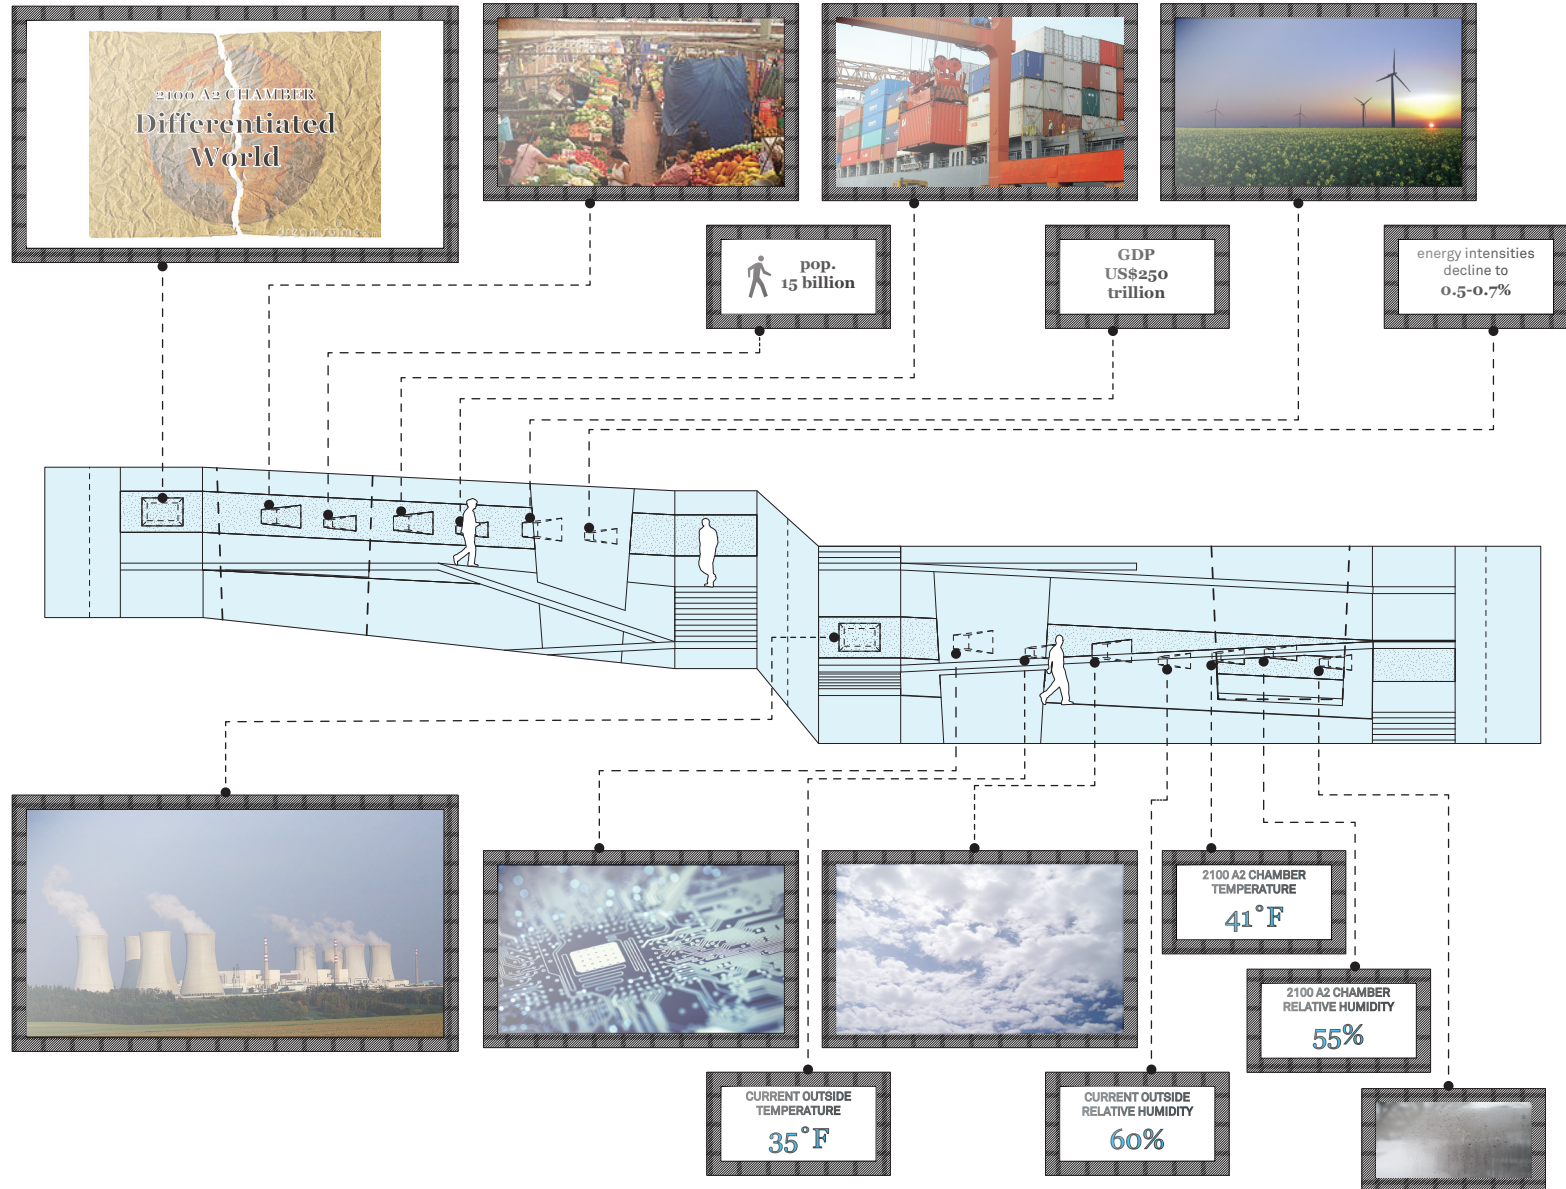 2100 A2 CHAMBER
Differentiated
World
dreamstime
pop.
15 billion
GDP
US$250
trillion
energy intensities
decline to
0.5-0.7%
2100 A2 CHAMBER
TEMPERATURE
41°F
2100 A2 CHAMBER
RELATIVE HUMIDITY
55%
CURRENT OUTSIDE
TEMPERATURE
35°F
CURRENT OUTSIDE
RELATIVE HUMIDITY
60%